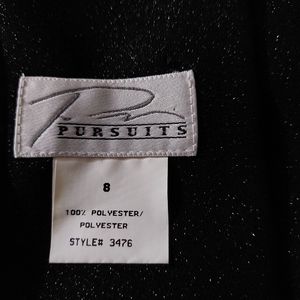 PURSUITS
8
100% POLYESTER/
POLYESTER
STYLE# 3476